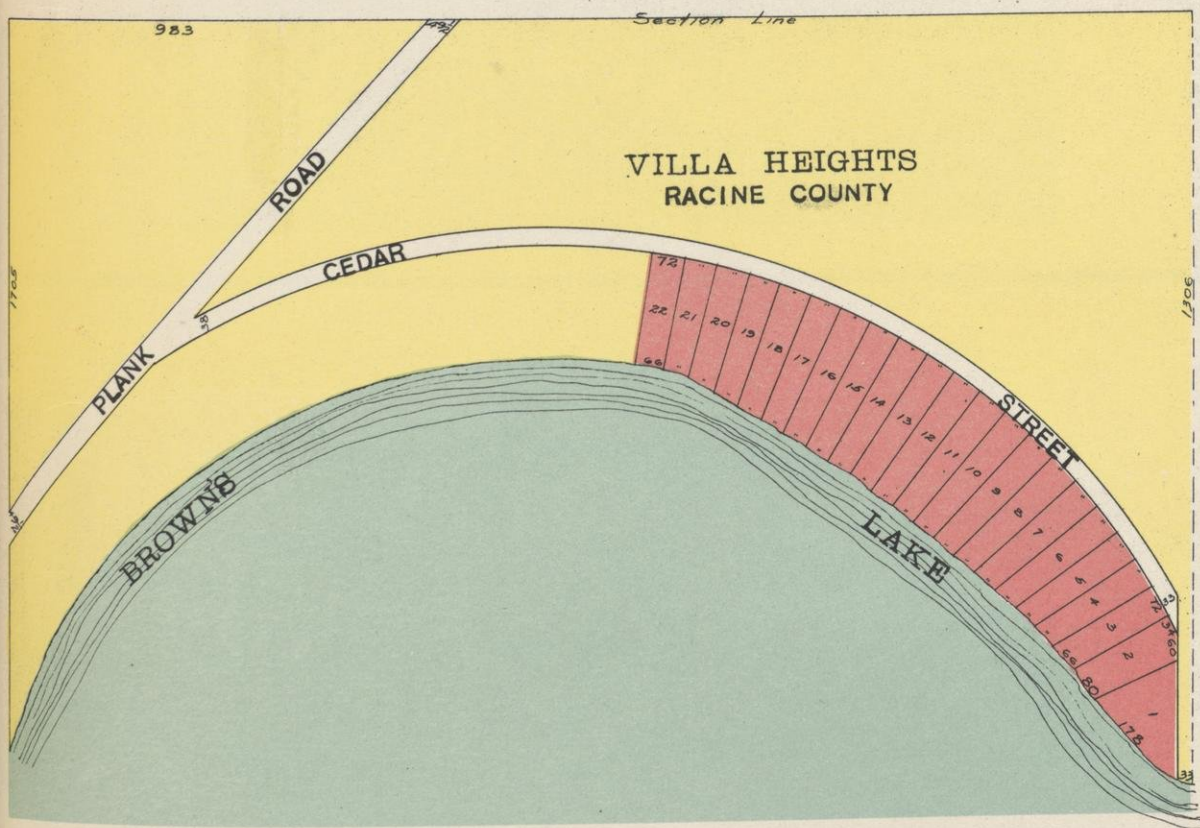 Section Line
983
VILLA HEIGHTS
RACINE COUNTY
PLANK ROAD
CEDAR STREET
38
1705
1306
72
22 21 20 19 18 17 16 15 14 13 12 11 10 9 8 7 6 5 4 3 2 1
66
BROWNS LAKE
72
66
60
80
178
33